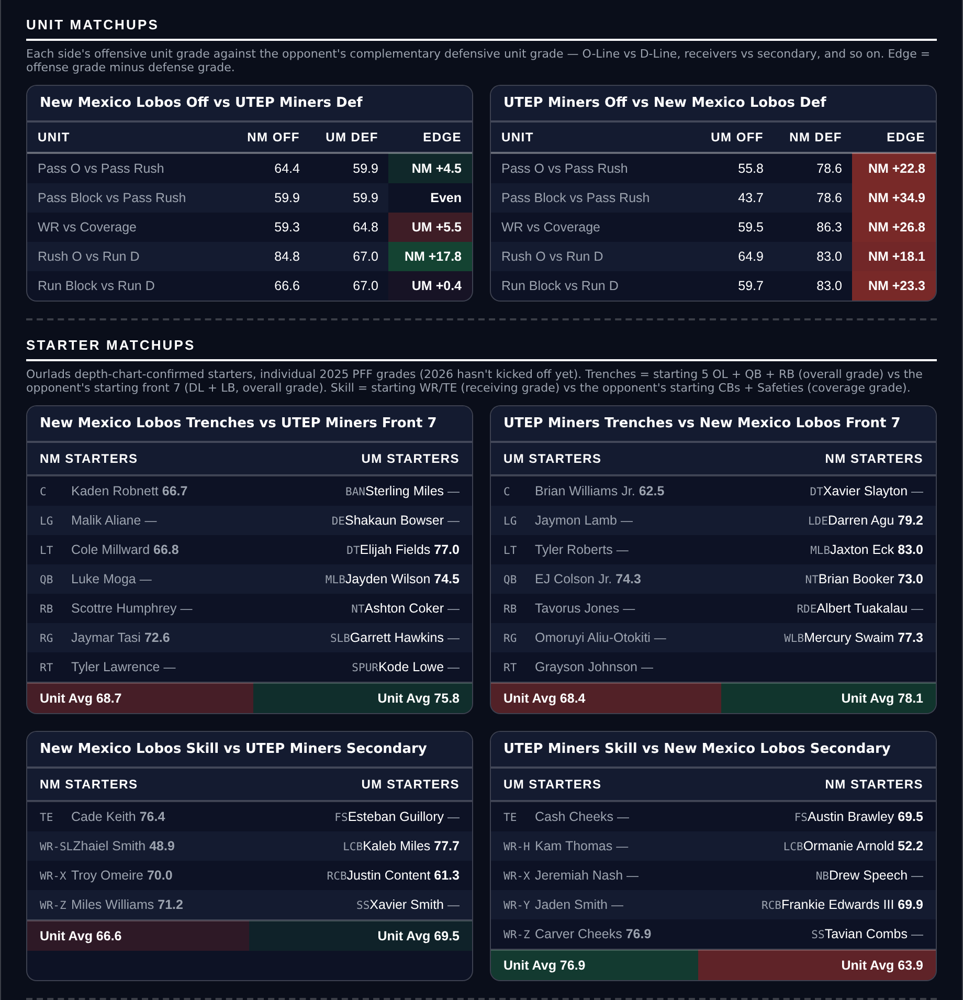 UNIT MATCHUPS
Each side's offensive unit grade against the opponent's complementary defensive unit grade — O-Line vs D-Line, receivers vs secondary, and so on. Edge =
offense grade minus defense grade.
New Mexico Lobos Off vs UTEP Miners Def
UNIT NM OFF UM DEF EDGE
Pass O vs Pass Rush 64.4 59.9 NM +4.5
Pass Block vs Pass Rush 59.9 59.9 Even
WR vs Coverage 59.3 64.8 UM +5.5
Rush O vs Run D 84.8 67.0 NM +17.8
Run Block vs Run D 66.6 67.0 UM +0.4
UTEP Miners Off vs New Mexico Lobos Def
UNIT UM OFF NM DEF EDGE
Pass O vs Pass Rush 55.8 78.6 NM +22.8
Pass Block vs Pass Rush 43.7 78.6 NM +34.9
WR vs Coverage 59.5 86.3 NM +26.8
Rush O vs Run D 64.9 83.0 NM +18.1
Run Block vs Run D 59.7 83.0 NM +23.3
STARTER MATCHUPS
Ourlads depth-chart-confirmed starters, individual 2025 PFF grades (2026 hasn't kicked off yet). Trenches = starting 5 OL + QB + RB (overall grade) vs the
opponent's starting front 7 (DL + LB, overall grade). Skill = starting WR/TE (receiving grade) vs the opponent's starting CBs + Safeties (coverage grade).
New Mexico Lobos Trenches vs UTEP Miners Front 7
NM STARTERS UM STARTERS
C Kaden Robnett 66.7 BANSterling Miles —
LG Malik Aliane — DEShakaun Bowser —
LT Cole Millward 66.8 DTElijah Fields 77.0
QB Luke Moga — MLBJayden Wilson 74.5
RB Scottre Humphrey — NTAshton Coker —
RG Jaymar Tasi 72.6 SLBGarrett Hawkins —
RT Tyler Lawrence — SPURKode Lowe —
Unit Avg 68.7 Unit Avg 75.8
UTEP Miners Trenches vs New Mexico Lobos Front 7
UM STARTERS NM STARTERS
C Brian Williams Jr. 62.5 DTXavier Slayton —
LG Jaymon Lamb — LDEDarren Agu 79.2
LT Tyler Roberts — MLBJaxton Eck 83.0
QB EJ Colson Jr. 74.3 NTBrian Booker 73.0
RB Tavorus Jones — RDEAlbert Tuakalau —
RG Omoruyi Aliu-Otokiti — WLBMercury Swaim 77.3
RT Grayson Johnson —
Unit Avg 68.4 Unit Avg 78.1
New Mexico Lobos Skill vs UTEP Miners Secondary
NM STARTERS UM STARTERS
TE Cade Keith 76.4 FSEsteban Guillory —
WR-SLZhaiel Smith 48.9 LCBKaleb Miles 77.7
WR-X Troy Omeire 70.0 RCBJustin Content 61.3
WR-Z Miles Williams 71.2 SSXavier Smith —
Unit Avg 66.6 Unit Avg 69.5
UTEP Miners Skill vs New Mexico Lobos Secondary
UM STARTERS NM STARTERS
TE Cash Cheeks — FSAustin Brawley 69.5
WR-H Kam Thomas — LCBOrmanie Arnold 52.2
WR-X Jeremiah Nash — NBDrew Speech —
WR-Y Jaden Smith — RCBFrankie Edwards III 69.9
WR-Z Carver Cheeks 76.9 SSTavian Combs —
Unit Avg 76.9 Unit Avg 63.9